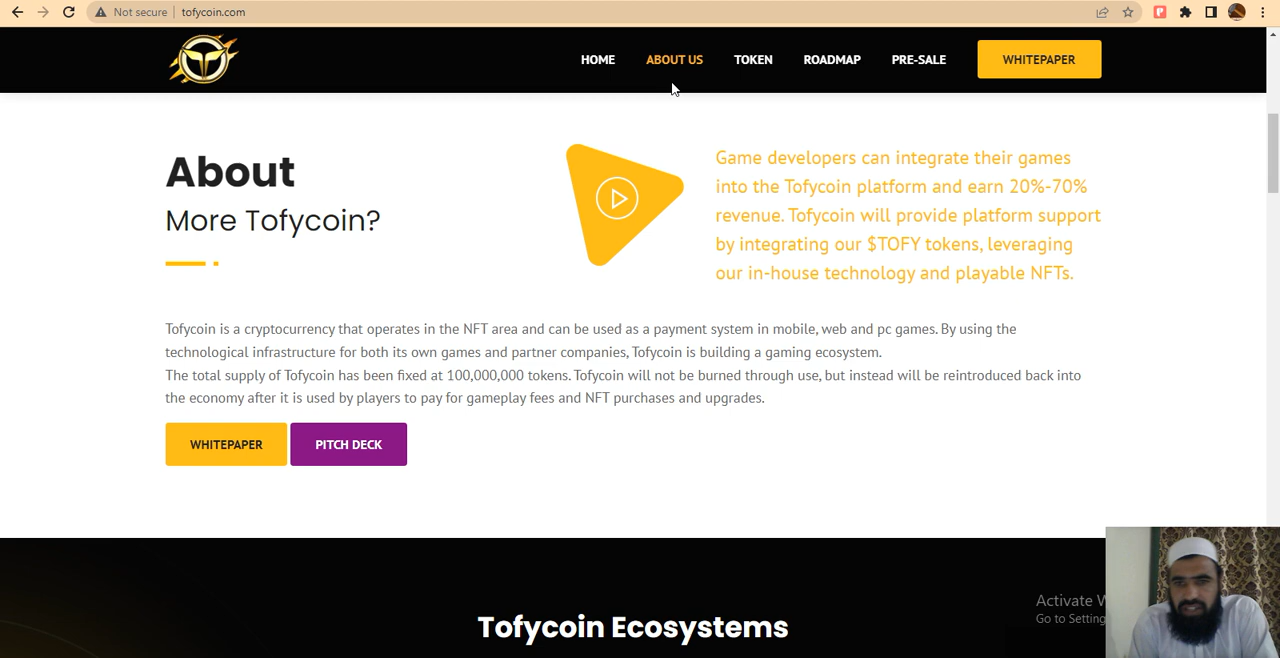 Not secure
tofycoin.com
HOME
ABOUT US
TOKEN
ROADMAP
PRE-SALE
WHITEPAPER
About
More Tofycoin?
Game developers can integrate their games
into the Tofycoin platform and earn 20%-70%
revenue. Tofycoin will provide platform support
by integrating our $TOFY tokens, leveraging
our in-house technology and playable NFTs.
Tofycoin is a cryptocurrency that operates in the NFT area and can be used as a payment system in mobile, web and pc games. By using the
technological infrastructure for both its own games and partner companies, Tofycoin is building a gaming ecosystem.
The total supply of Tofycoin has been fixed at 100,000,000 tokens. Tofycoin will not be burned through use, but instead will be reintroduced back into
the economy after it is used by players to pay for gameplay fees and NFT purchases and upgrades.
WHITEPAPER
PITCH DECK
Tofycoin Ecosystems
Activate W
Go to Setting